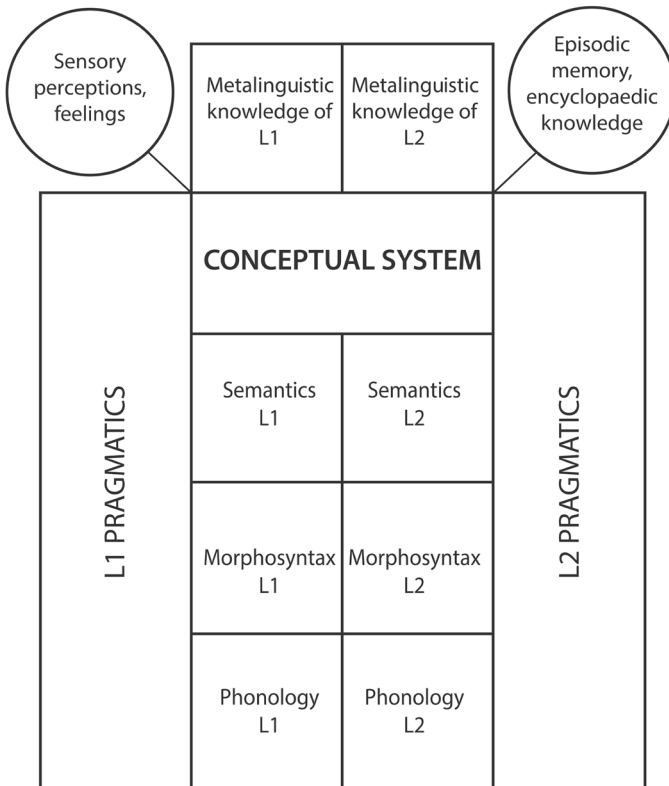 Sensory
perceptions,
feelings
Metalinguistic
knowledge of
L1
Metalinguistic
knowledge of
L2
Episodic
memory,
encyclopaedic
knowledge
CONCEPTUAL SYSTEM
L1 PRAGMATICS
Semantics
L1
Semantics
L2
L2 PRAGMATICS
Morphosyntax
L1
Morphosyntax
L2
Phonology
L1
Phonology
L2